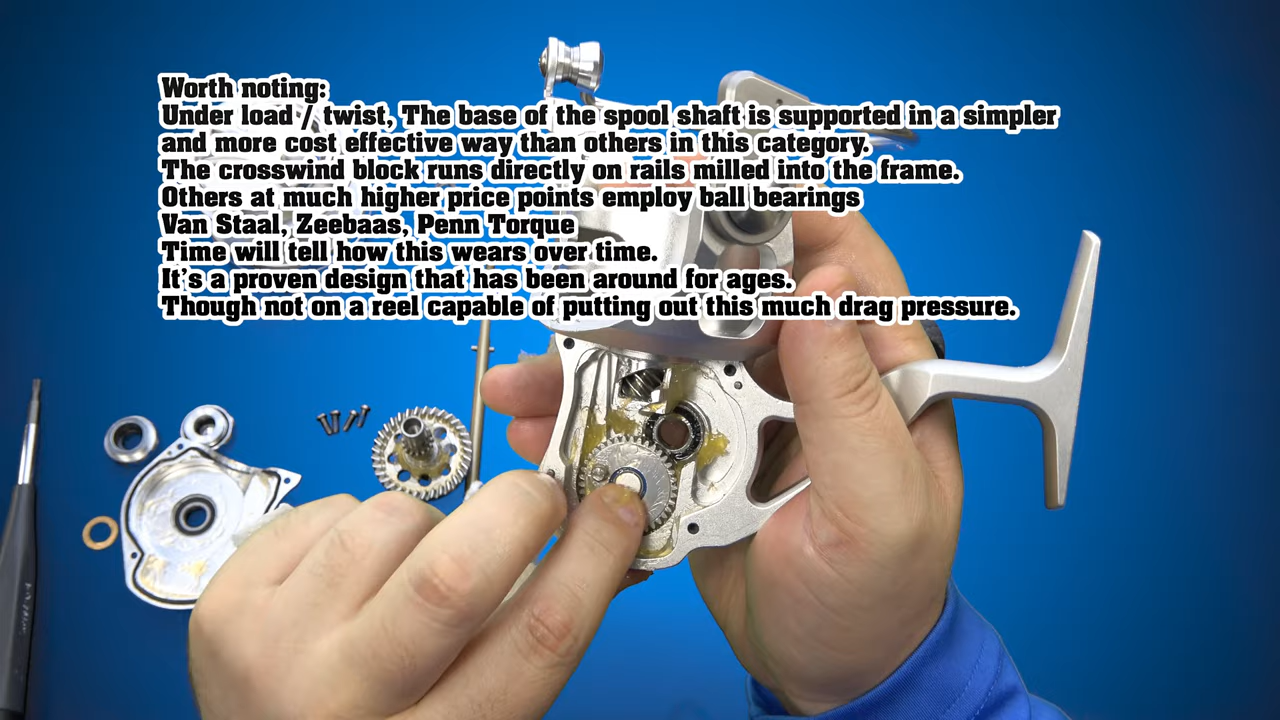 Worth noting:
Under load / twist, The base of the spool shaft is supported in a simpler
and more cost effective way than others in this category.
The crosswind block runs directly on rails milled into the frame.
Others at much higher price points employ ball bearings
Van Staal, Zeebaas, Penn Torque
Time will tell how this wears over time.
It's a proven design that has been around for ages.
Though not on a reel capable of putting out this much drag pressure.